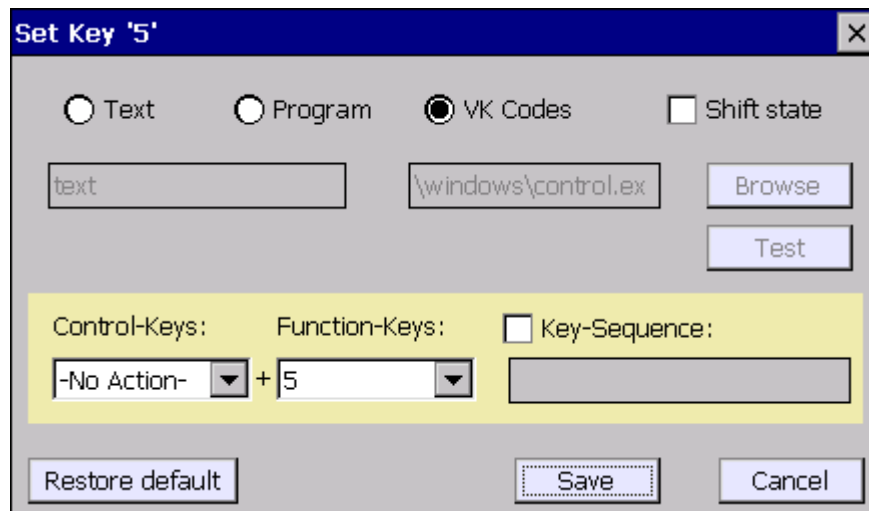 Set Key '5'
Text Program VK Codes Shift state
text \windows\control.ex Browse
Test
Control-Keys: Function-Keys: Key-Sequence:
-No Action- + 5
Restore default Save Cancel